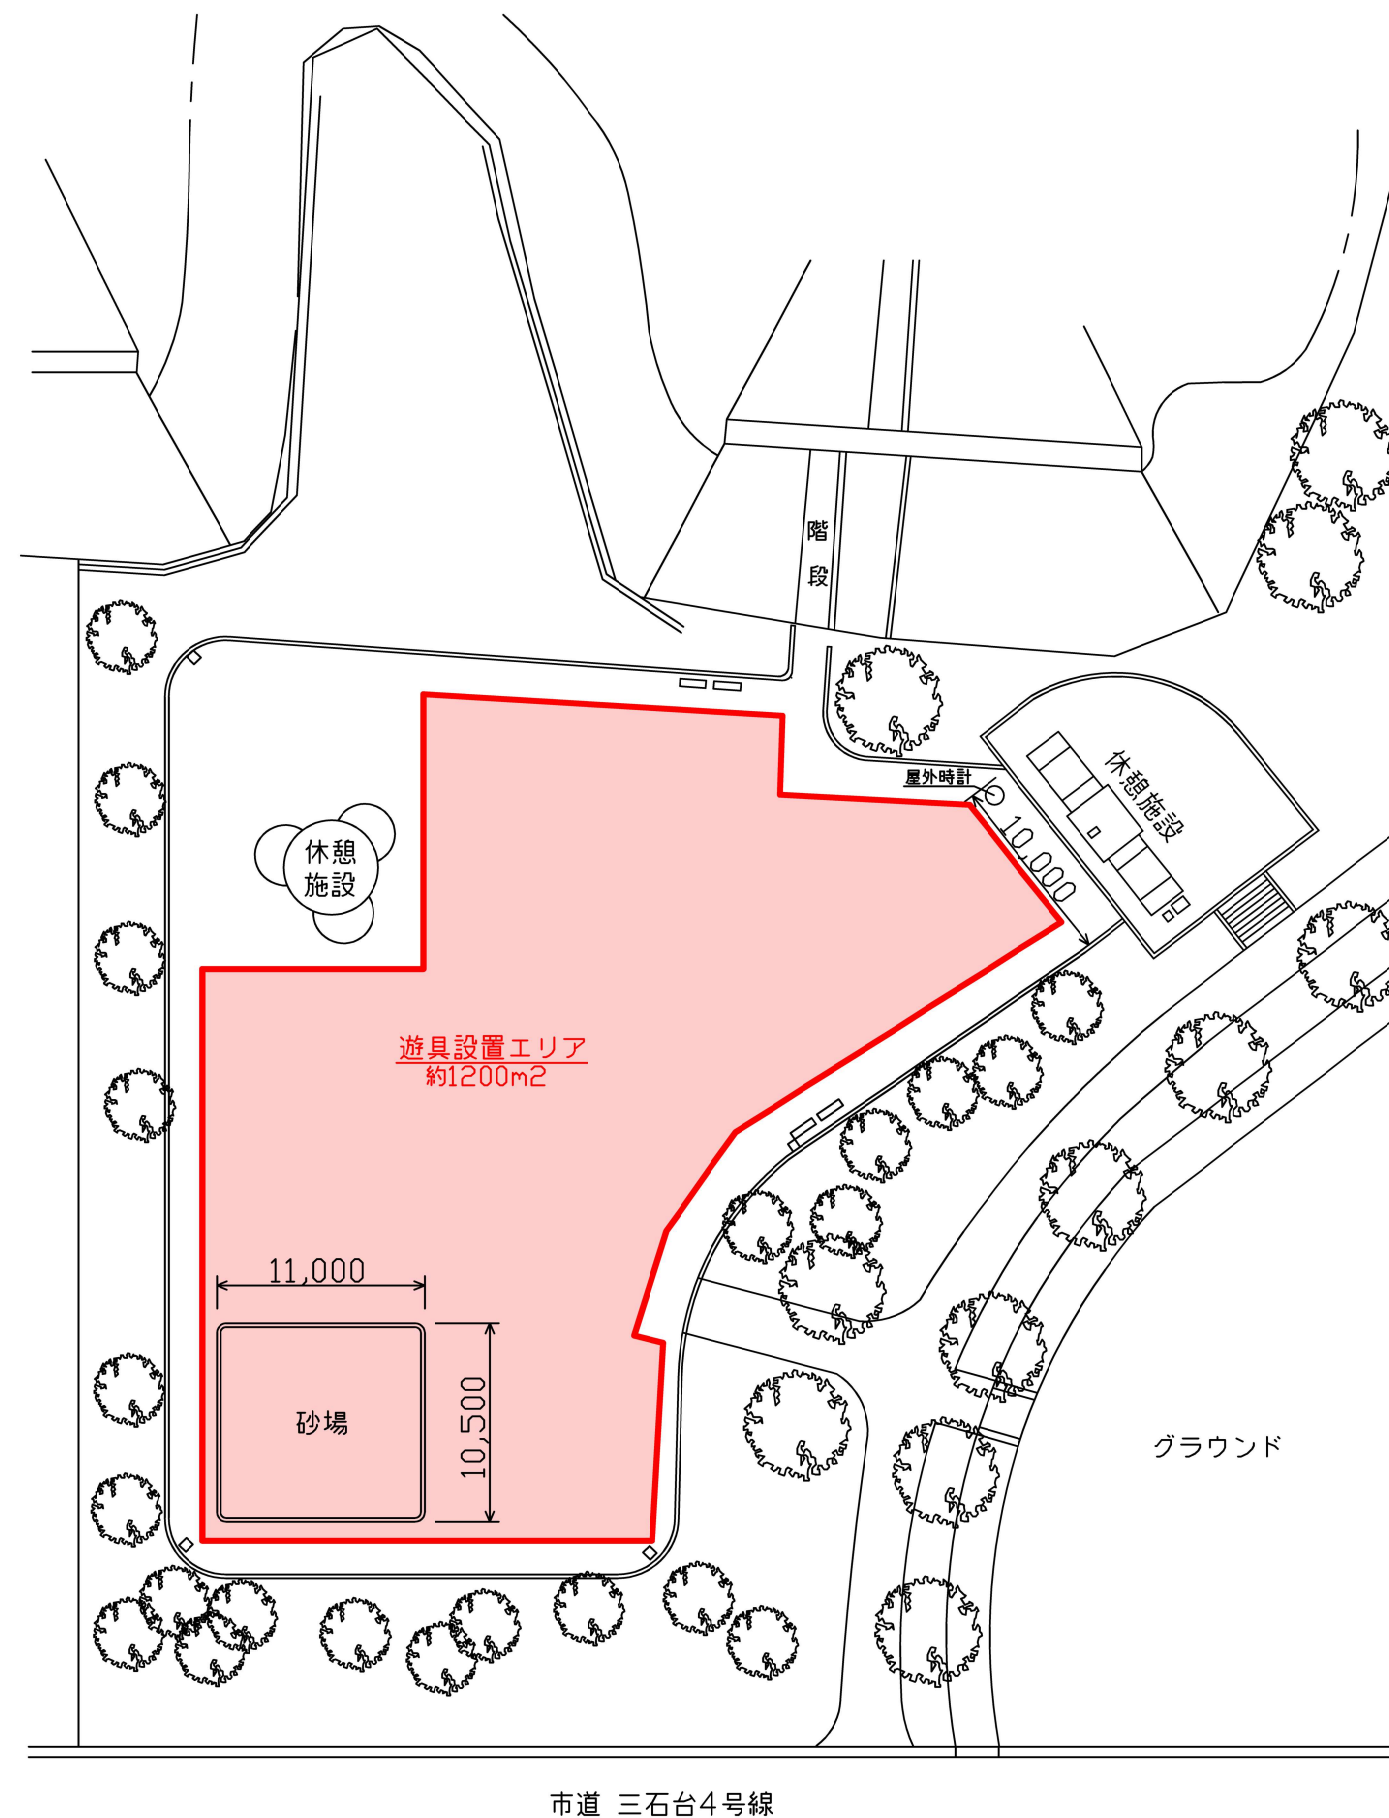 階
段
屋外時計
休憩施設
10,000
休憩
施設
遊具設置エリア
約1200m2
11,000
10,500
砂場
グラウンド
市道 三石台4号線